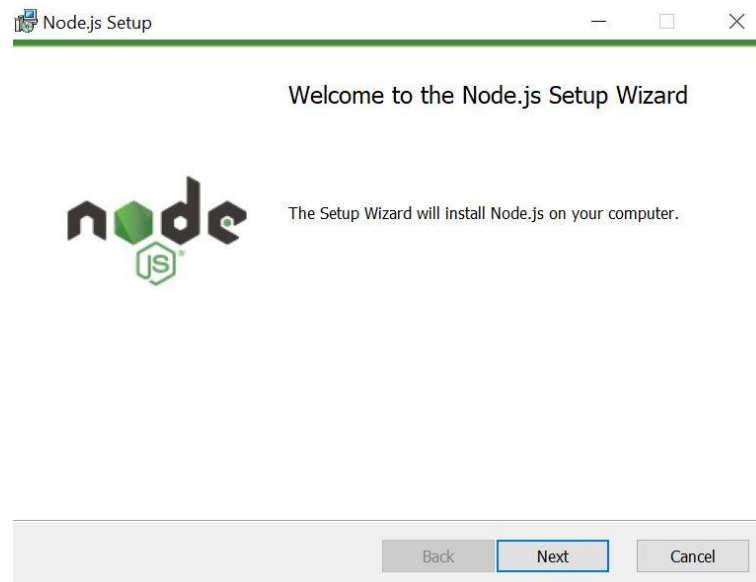 Node.js Setup
Welcome to the Node.js Setup Wizard
node
JS
The Setup Wizard will install Node.js on your computer.
Back Next Cancel